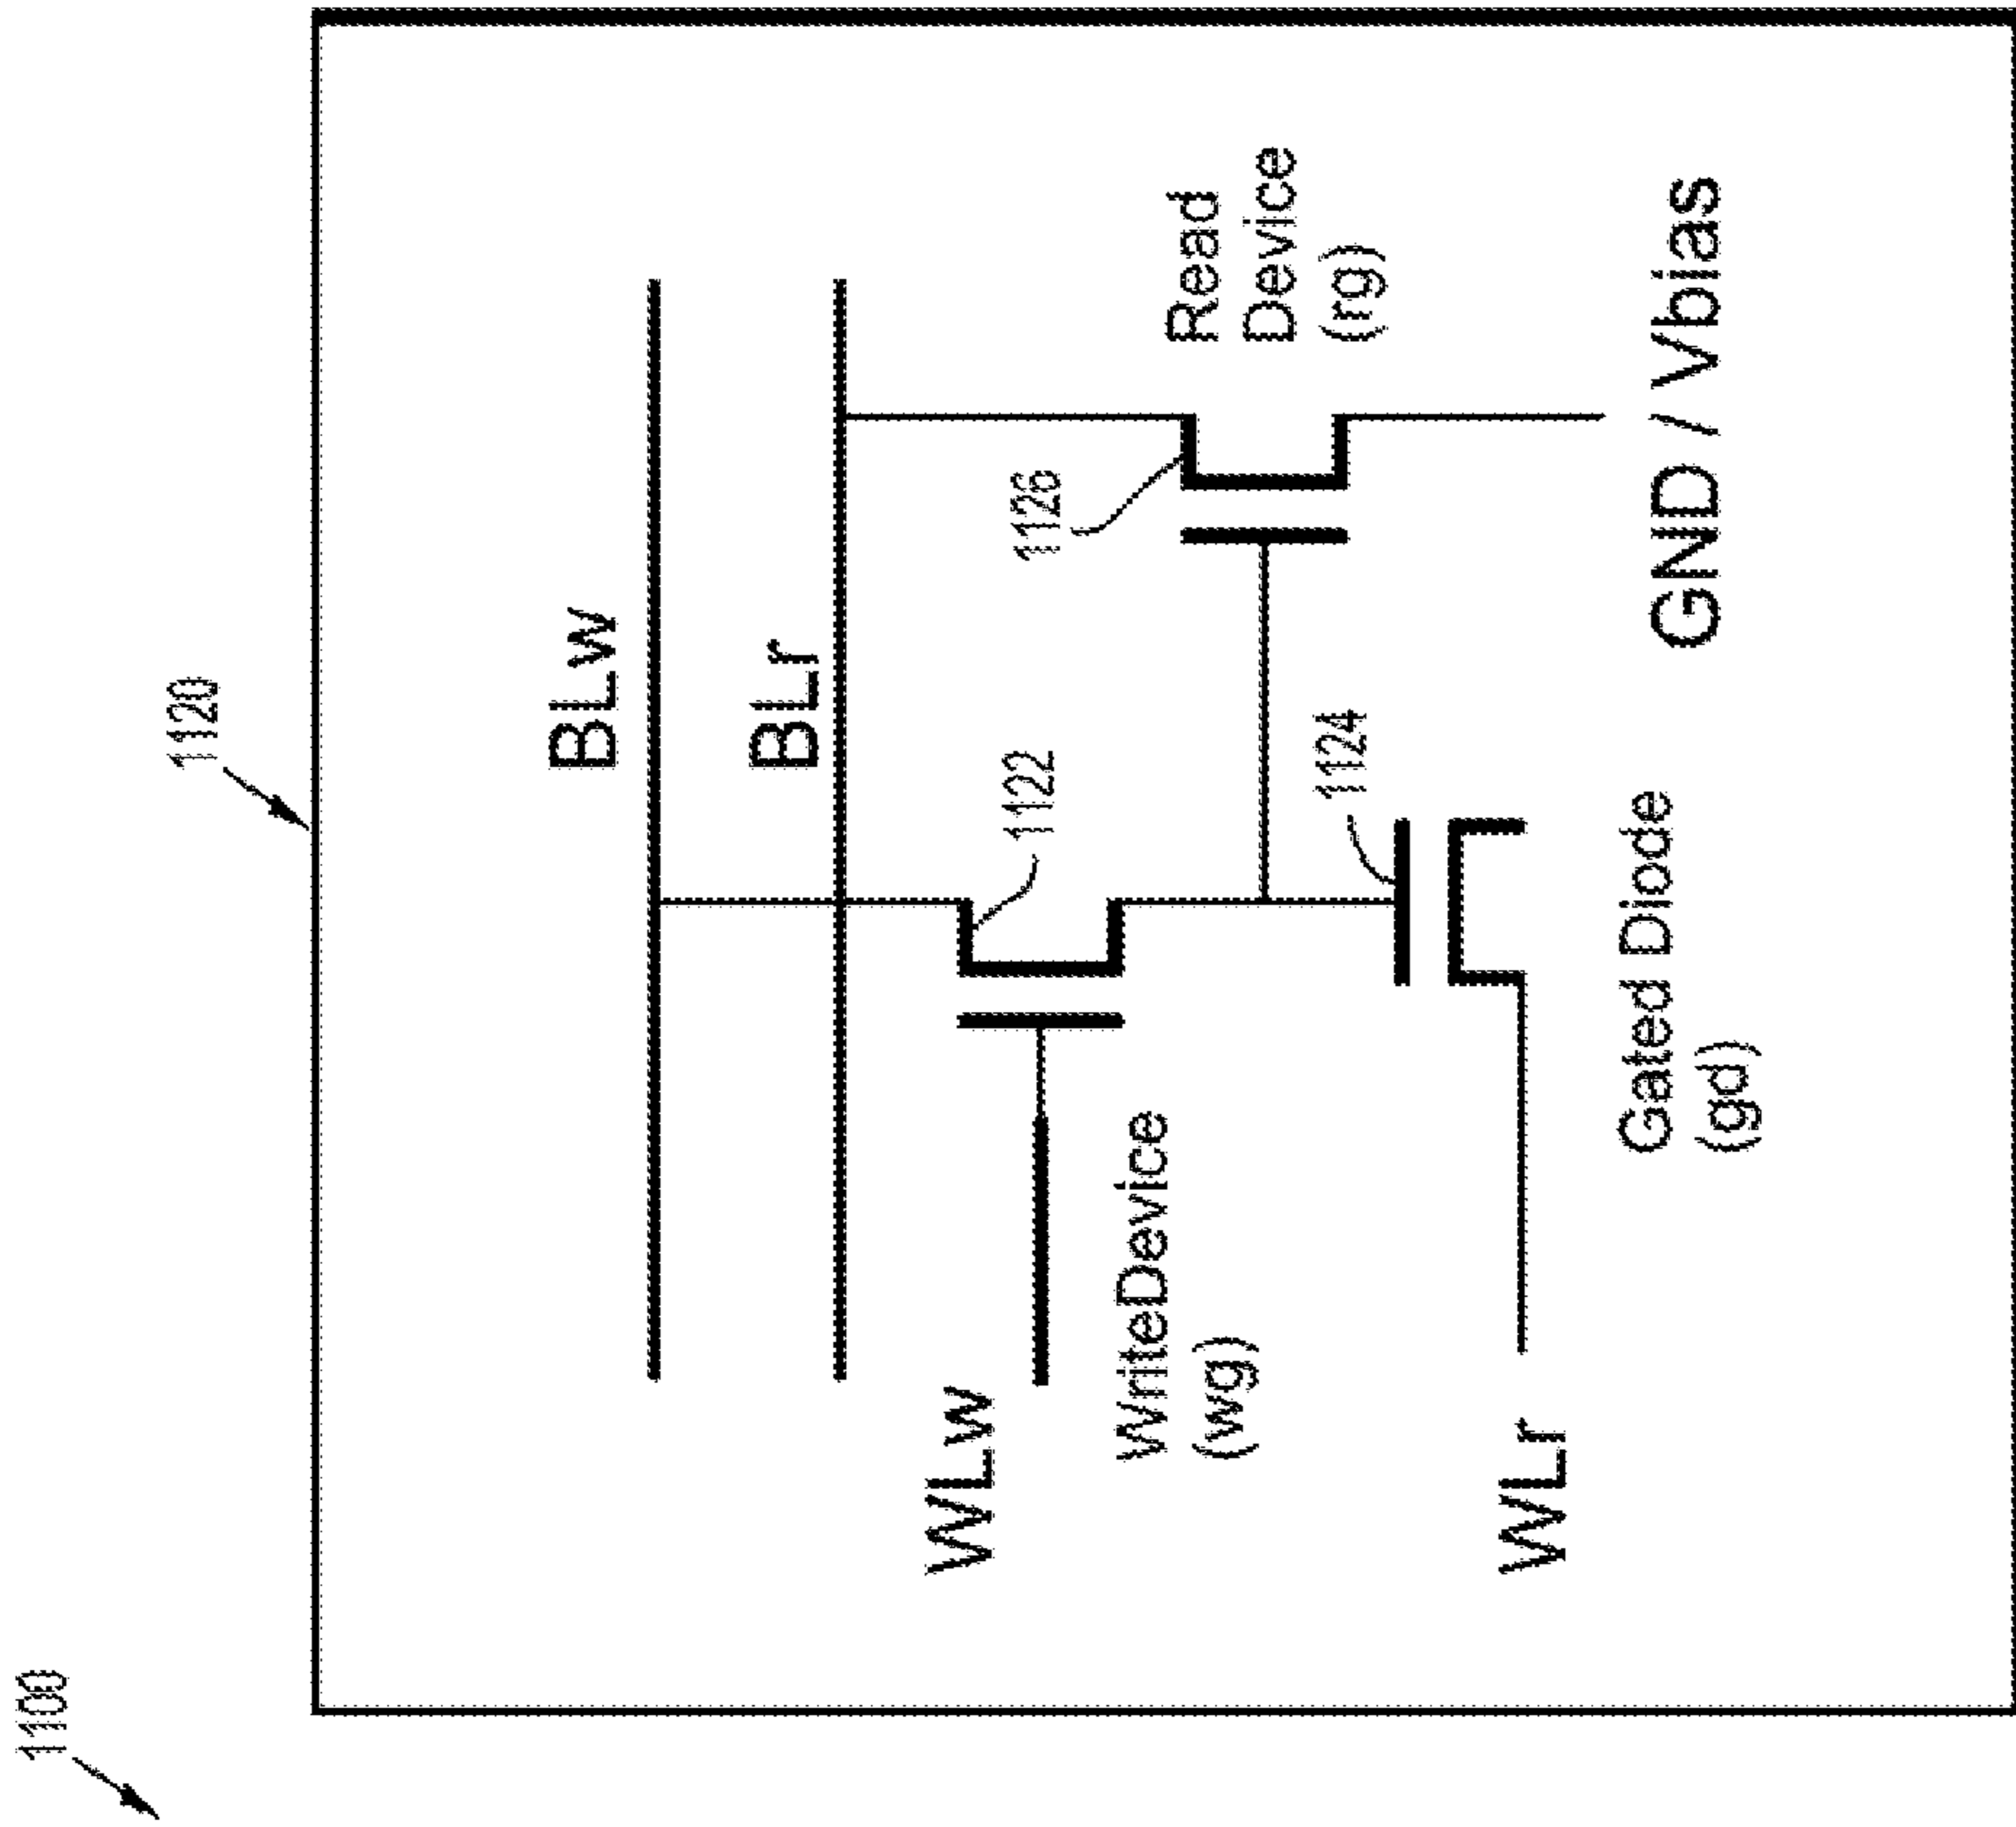 1100
1120
BLw
BLr
WLw
1122
1126
WriteDevice
(wg)
Read
Device
(rg)
1124
WLr
Gated Diode
(gd)
GND / Vbias